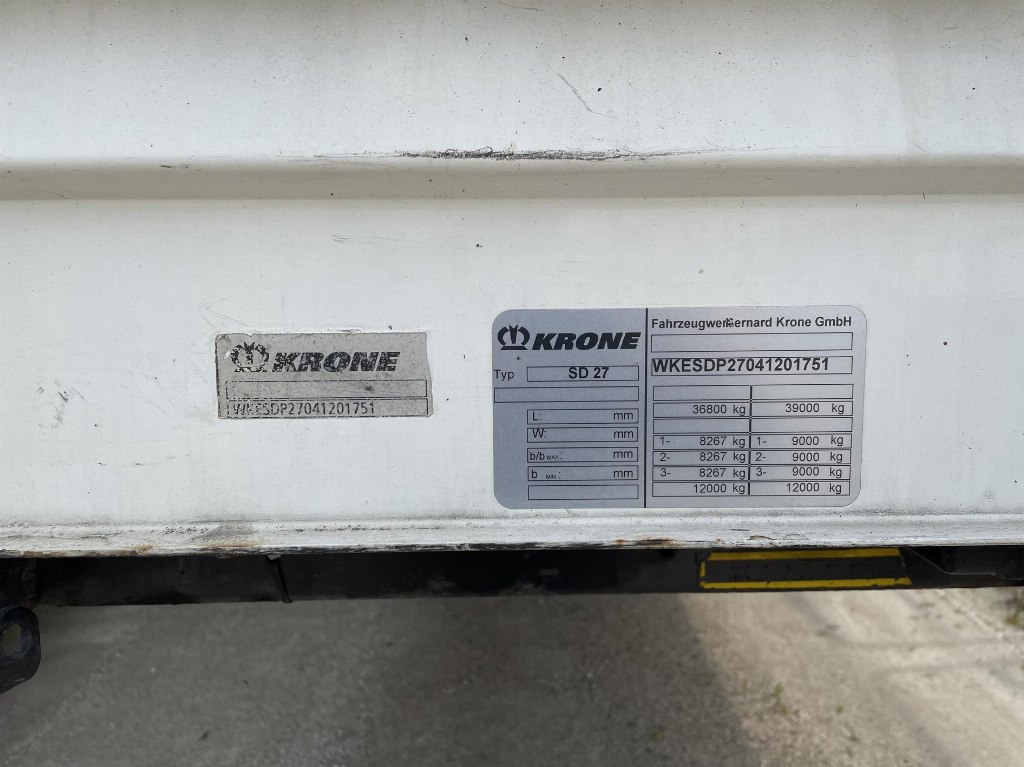 KRONE
WKESDP27041201751
KRONE
Typ SD 27
L: mm
W: mm
b/b MAX.: mm
b MIN.: mm
Fahrzeugwerk Bernard Krone GmbH
WKESDP27041201751
36800 kg 39000 kg
1- 8267 kg 1- 9000 kg
2- 8267 kg 2- 9000 kg
3- 8267 kg 3- 9000 kg
12000 kg 12000 kg